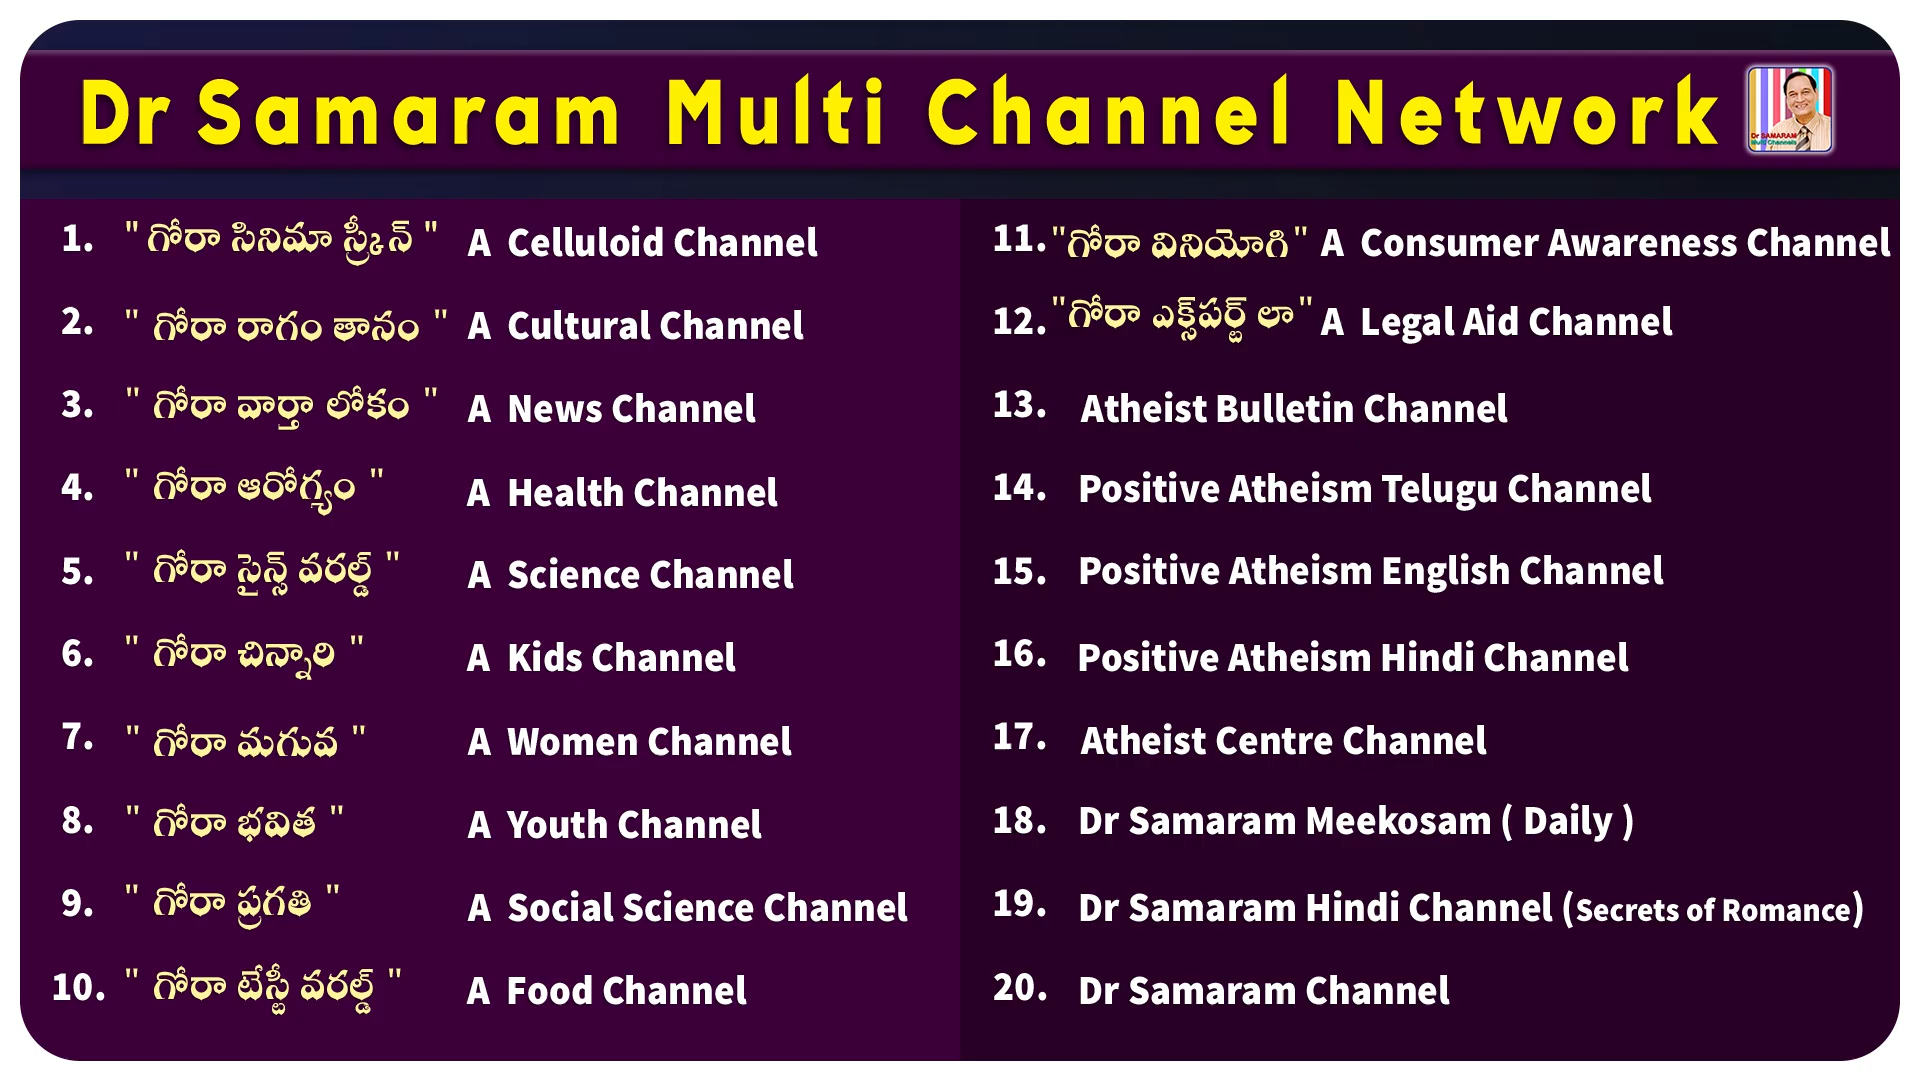 Dr Samaram Multi Channel Network
Dr SAMARAM
Multi Channels
1. " గోరా సినిమా స్క్రీన్ " A Celluloid Channel
2. " గోరా రాగం తానం " A Cultural Channel
3. " గోరా వార్తా లోకం " A News Channel
4. " గోరా ఆరోగ్యం " A Health Channel
5. " గోరా సైన్స్ వరల్డ్ " A Science Channel
6. " గోరా చిన్నారి " A Kids Channel
7. " గోరా మగువ " A Women Channel
8. " గోరా భవిత " A Youth Channel
9. " గోరా ప్రగతి " A Social Science Channel
10. " గోరా టేస్టీ వరల్డ్ " A Food Channel
11. "గోరా వినియోగి" A Consumer Awareness Channel
12. "గోరా ఎక్స్‌పర్ట్ లా" A Legal Aid Channel
13. Atheist Bulletin Channel
14. Positive Atheism Telugu Channel
15. Positive Atheism English Channel
16. Positive Atheism Hindi Channel
17. Atheist Centre Channel
18. Dr Samaram Meekosam ( Daily )
19. Dr Samaram Hindi Channel (Secrets of Romance)
20. Dr Samaram Channel